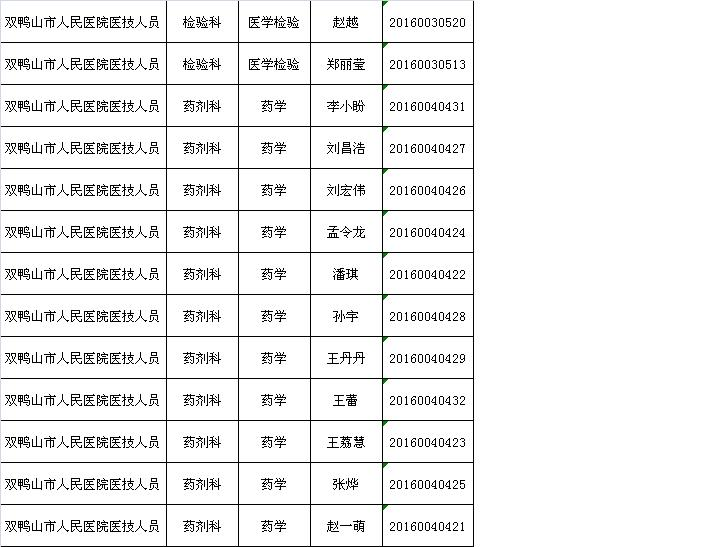 双鸭山市人民医院医技人员 检验科 医学检验 赵越 20160030520
双鸭山市人民医院医技人员 检验科 医学检验 郑丽莹 20160030513
双鸭山市人民医院医技人员 药剂科 药学 李小盼 20160040431
双鸭山市人民医院医技人员 药剂科 药学 刘昌浩 20160040427
双鸭山市人民医院医技人员 药剂科 药学 刘宏伟 20160040426
双鸭山市人民医院医技人员 药剂科 药学 孟令龙 20160040424
双鸭山市人民医院医技人员 药剂科 药学 潘琪 20160040422
双鸭山市人民医院医技人员 药剂科 药学 孙宇 20160040428
双鸭山市人民医院医技人员 药剂科 药学 王丹丹 20160040429
双鸭山市人民医院医技人员 药剂科 药学 王蕾 20160040432
双鸭山市人民医院医技人员 药剂科 药学 王荔慧 20160040423
双鸭山市人民医院医技人员 药剂科 药学 张烨 20160040425
双鸭山市人民医院医技人员 药剂科 药学 赵一萌 20160040421